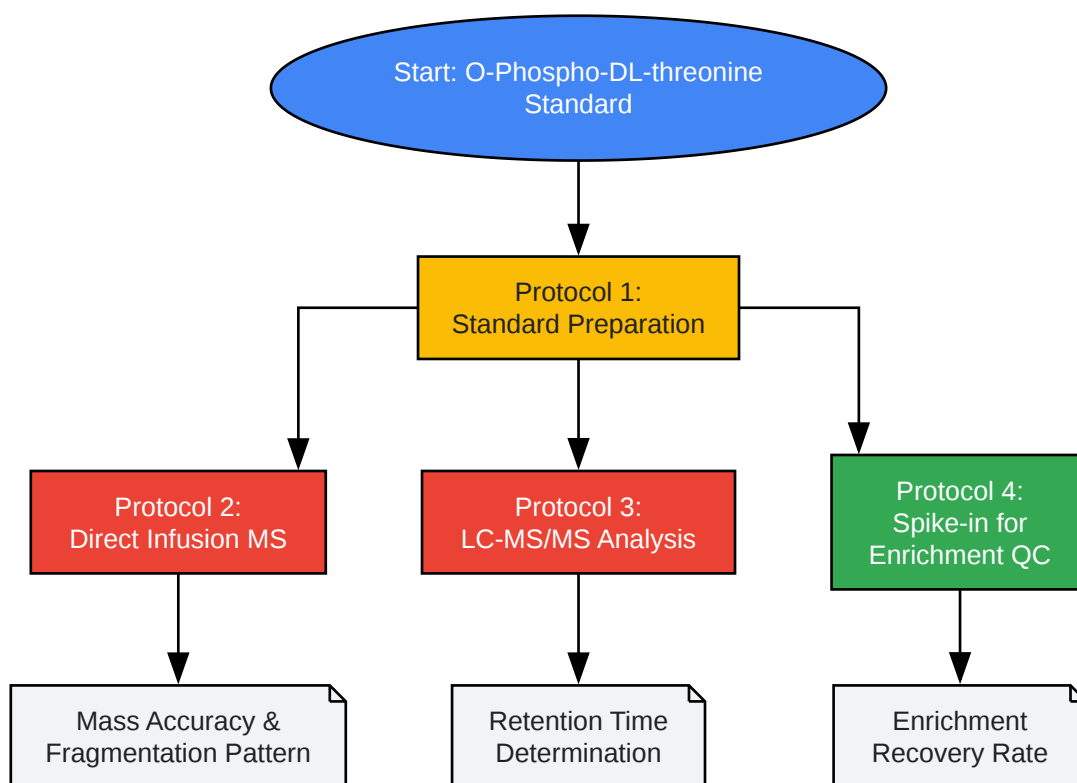 Start: O-Phospho-DL-threonine
Standard
Protocol 1:
Standard Preparation
Protocol 2:
Direct Infusion MS
Protocol 3:
LC-MS/MS Analysis
Protocol 4:
Spike-in for
Enrichment QC
Mass Accuracy &
Fragmentation Pattern
Retention Time
Determination
Enrichment
Recovery Rate